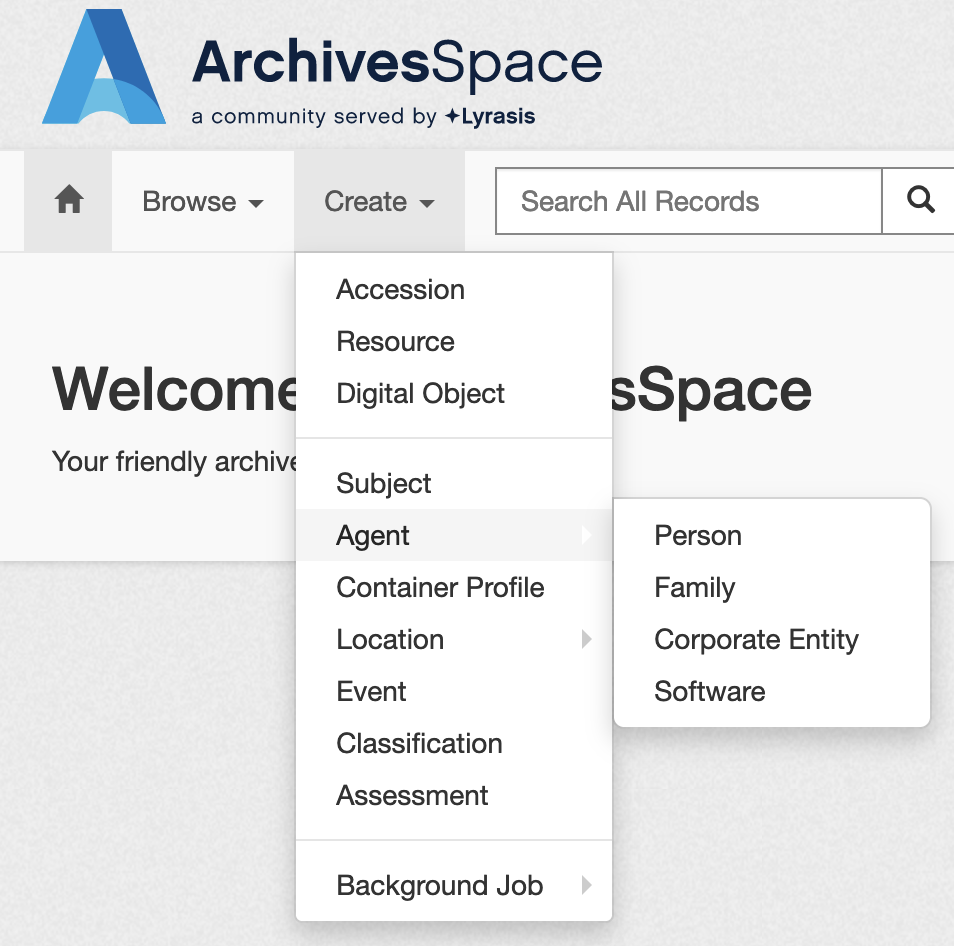 ArchivesSpace
a community served by ✦Lyrasis
Browse
Create
Search All Records
Accession
Resource
Digital Object
Welcome
sSpace
Your friendly archive
Subject
Agent
Container Profile
Location
Event
Classification
Assessment
Background Job
Person
Family
Corporate Entity
Software